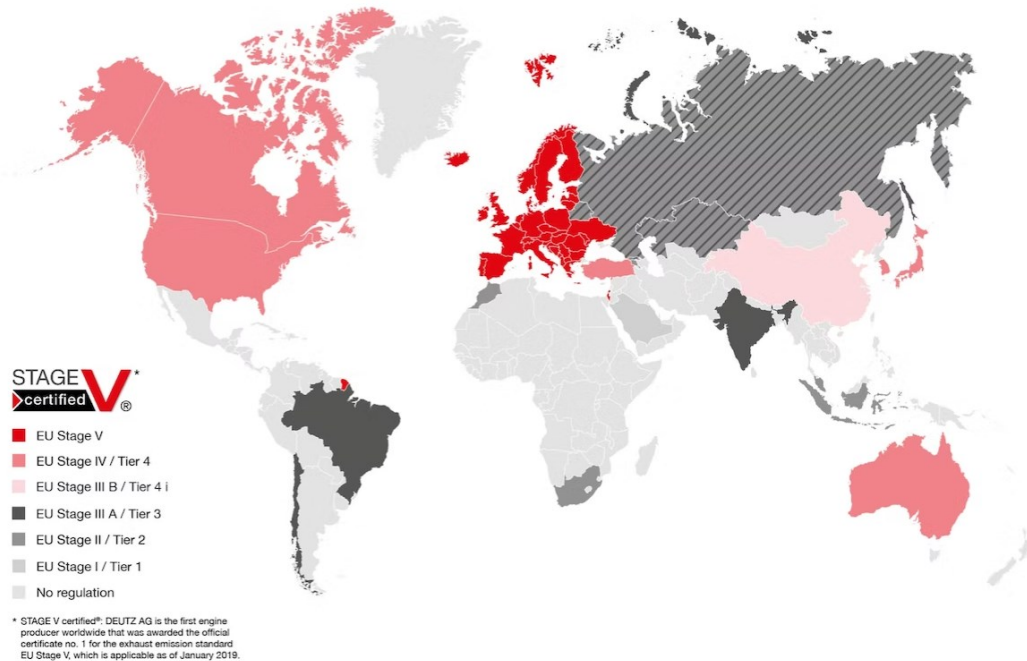 STAGE V *
certified ®
EU Stage V
EU Stage IV / Tier 4
EU Stage III B / Tier 4 i
EU Stage III A / Tier 3
EU Stage II / Tier 2
EU Stage I / Tier 1
No regulation
* STAGE V certified®: DEUTZ AG is the first engine
producer worldwide that was awarded the official
certificate no. 1 for the exhaust emission standard
EU Stage V, which is applicable as of January 2019.